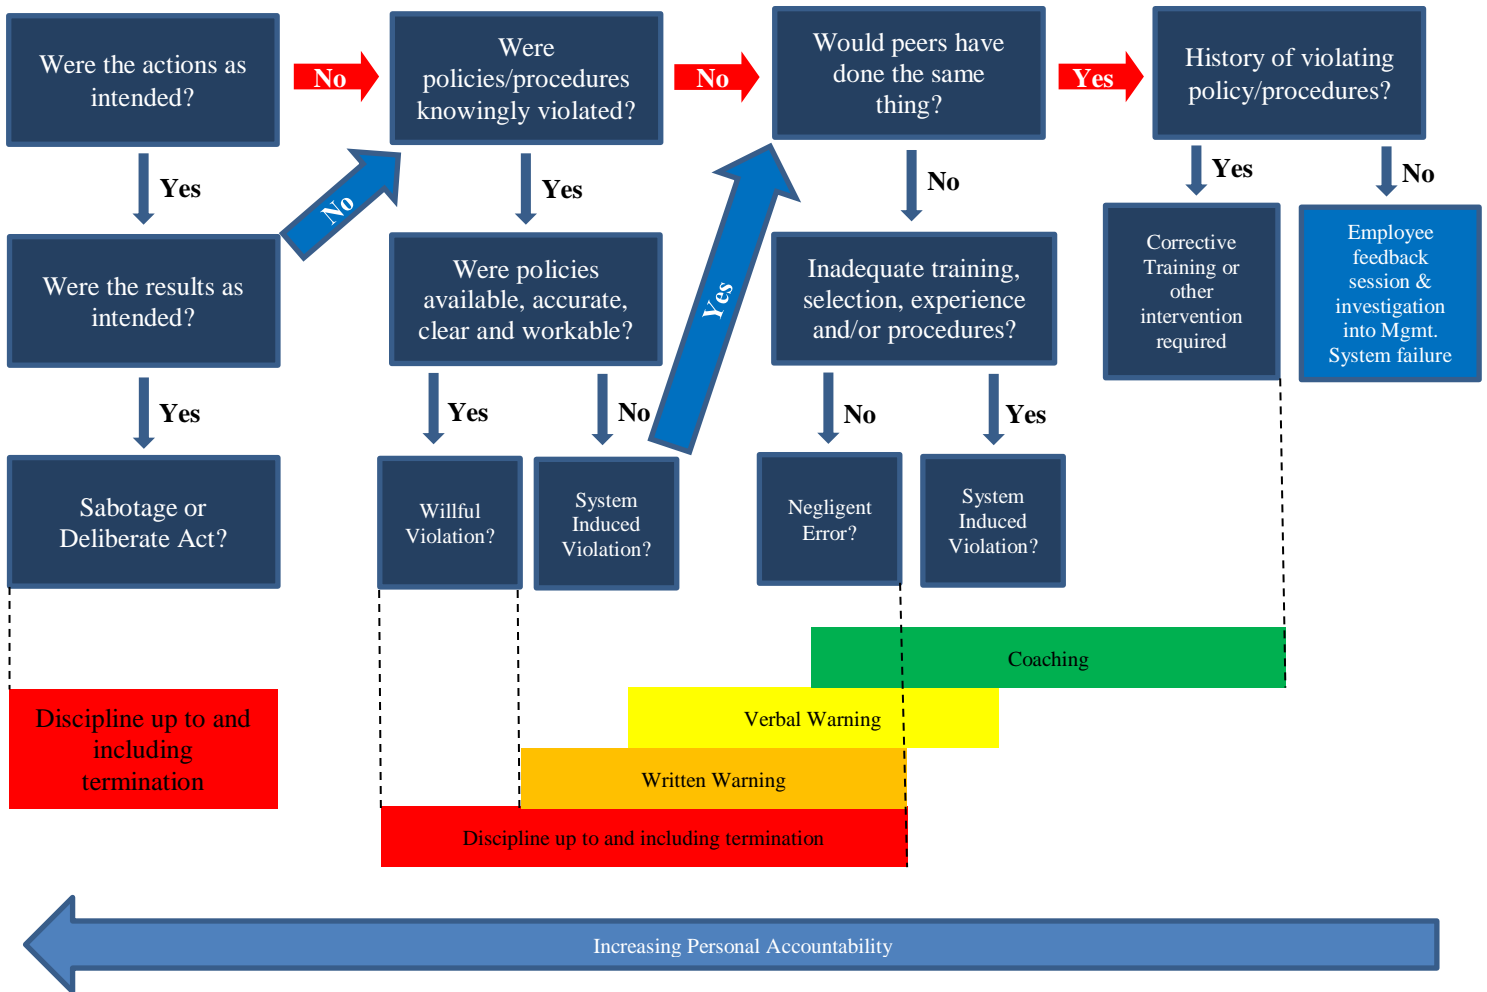 Were the actions as
intended?
No
Were
policies/procedures
knowingly violated?
No
Would peers have
done the same
thing?
Yes
History of violating
policy/procedures?
Yes
No
Yes
Yes
No
Yes
No
Were the results as
intended?
Were policies
available, accurate,
clear and workable?
Inadequate training,
selection, experience
and/or procedures?
Corrective
Training or
other
intervention
required
Employee
feedback
session &
investigation
into Mgmt.
System failure
Yes
Yes
No
No
Yes
Sabotage or
Deliberate Act?
Willful
Violation?
System
Induced
Violation?
Negligent
Error?
System
Induced
Violation?
Coaching
Verbal Warning
Written Warning
Discipline up to and
including
termination
Discipline up to and including termination
Increasing Personal Accountability